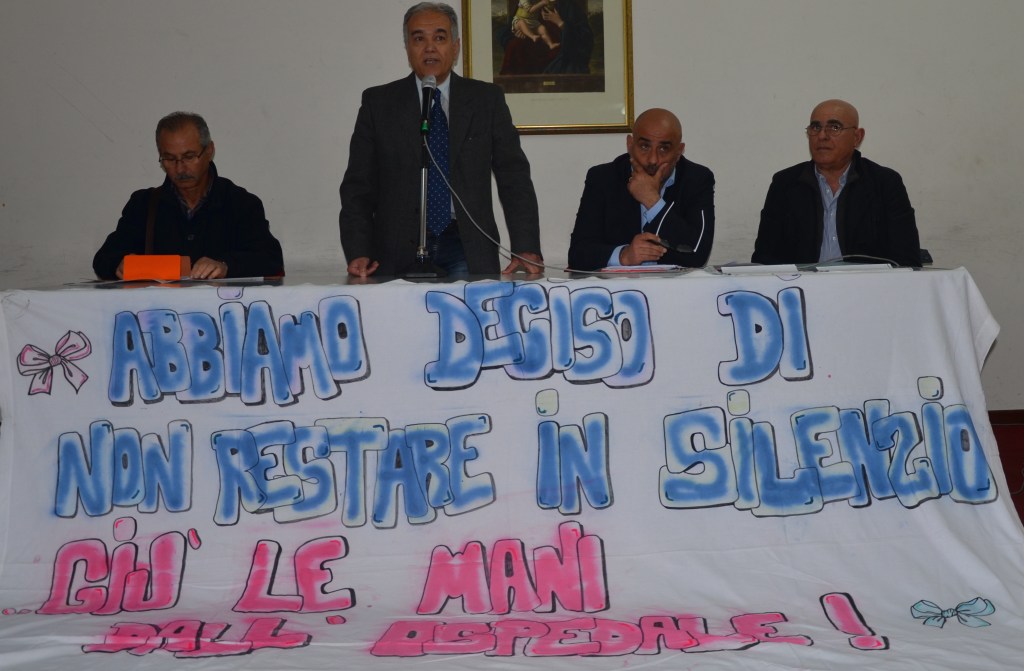 ABBIAMO DECISO DI
NON RESTARE IN SILENZIO
...GIU' LE MANI
DALL'OSPEDALE!